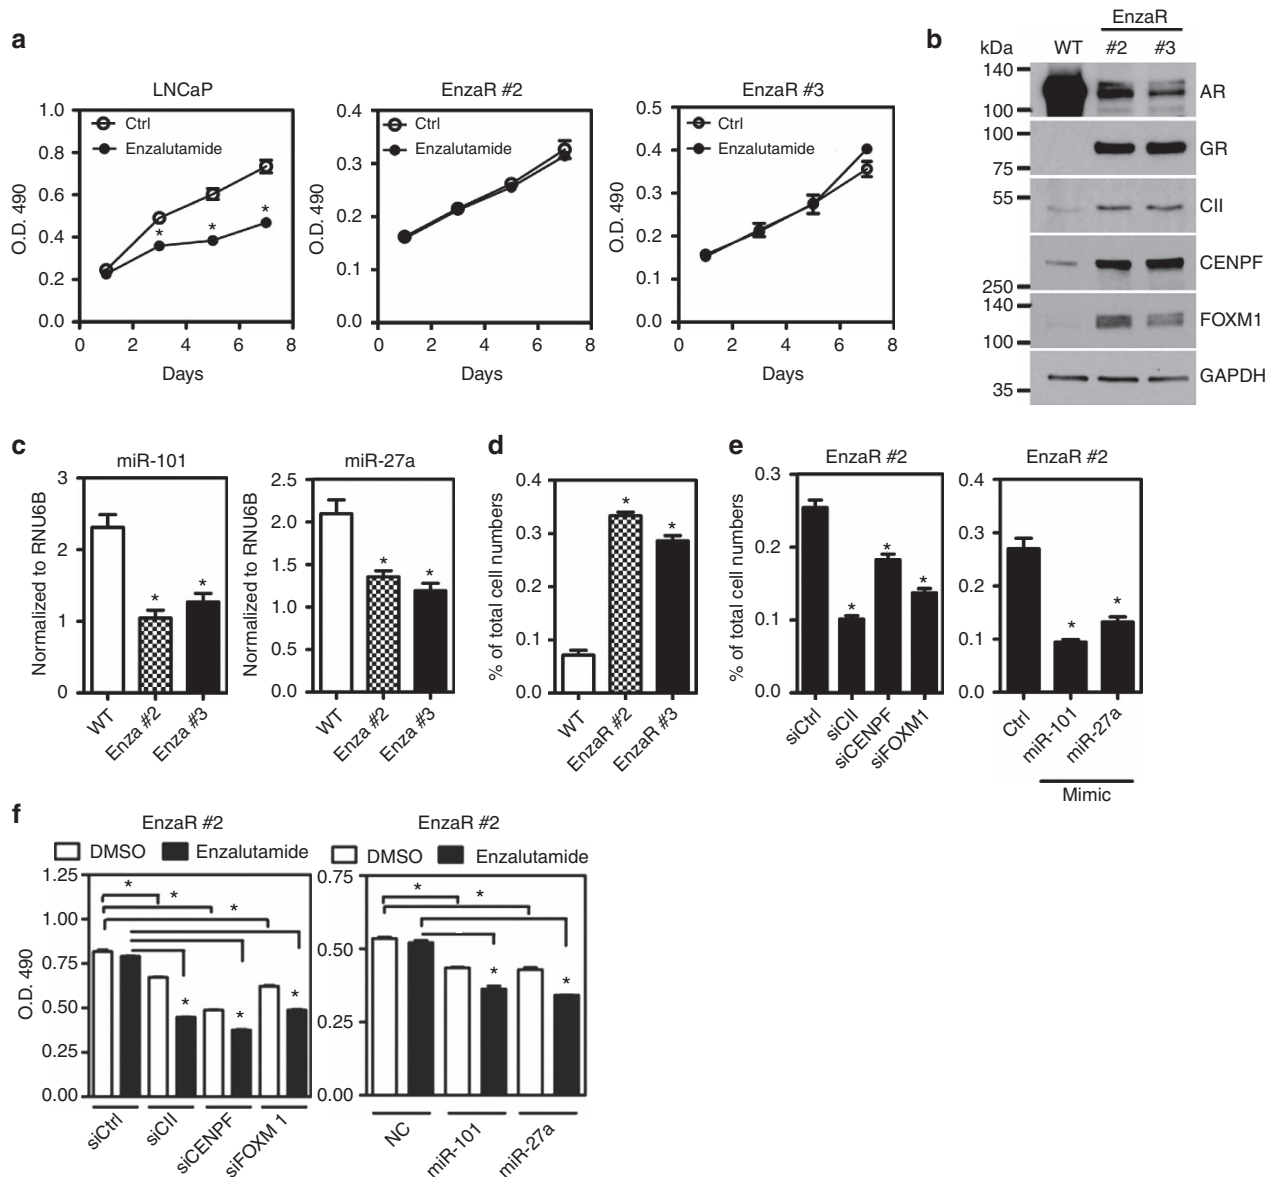 a
LNCaP
Ctrl
Enzalutamide
O.D. 490
1.0
0.8
0.6
0.4
0.2
0.0
0 2 4 6 8
Days
* * *
EnzaR #2
Ctrl
Enzalutamide
O.D. 490
0.4
0.3
0.2
0.1
0.0
0 2 4 6 8
Days
EnzaR #3
Ctrl
Enzalutamide
O.D. 490
0.5
0.4
0.3
0.2
0.1
0.0
0 2 4 6 8
Days
b
EnzaR
kDa WT #2 #3
140
100
AR
100
75
GR
55
CII
CENPF
250
140
100
FOXM1
35
GAPDH
c
miR-101
Normalized to RNU6B
3
2
1
0
* *
WT
Enza #2
Enza #3
miR-27a
Normalized to RNU6B
2.5
2.0
1.5
1.0
0.5
0.0
* *
WT
Enza #2
Enza #3
d
% of total cell numbers
0.4
0.3
0.2
0.1
0.0
* *
WT
EnzaR #2
EnzaR #3
e
EnzaR #2
% of total cell numbers
0.3
0.2
0.1
0.0
* * *
siCtrl
siCII
siCENPF
siFOXM1
EnzaR #2
0.4
0.3
0.2
0.1
0.0
* *
Ctrl
miR-101
miR-27a
Mimic
f
EnzaR #2
DMSO Enzalutamide
O.D. 490
1.25
1.00
0.75
0.50
0.25
0.00
* * *
* * *
siCtrl
siCII
siCENPF
siFOXM 1
EnzaR #2
DMSO Enzalutamide
0.75
0.50
0.25
0.00
* *
* *
NC
miR-101
miR-27a